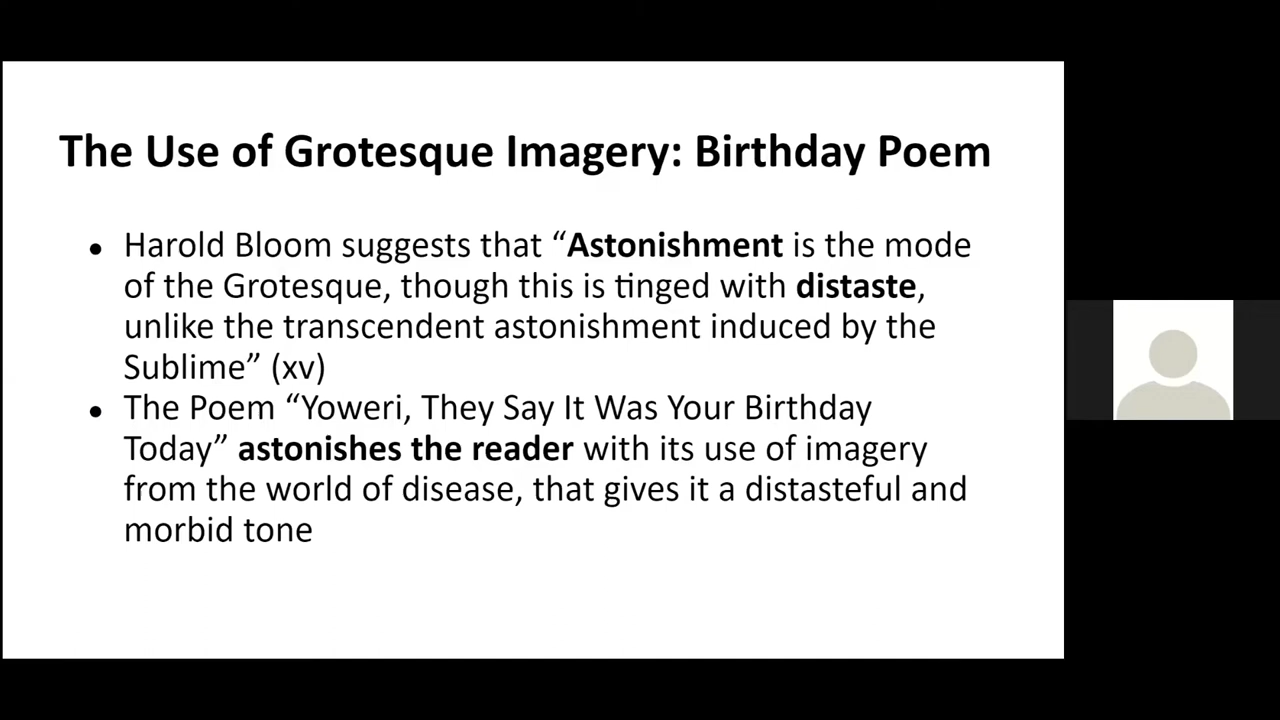 The Use of Grotesque Imagery: Birthday Poem
• Harold Bloom suggests that “Astonishment is the mode
of the Grotesque, though this is tinged with distaste,
unlike the transcendent astonishment induced by the
Sublime” (xv)
• The Poem “Yoweri, They Say It Was Your Birthday
Today” astonishes the reader with its use of imagery
from the world of disease, that gives it a distasteful and
morbid tone